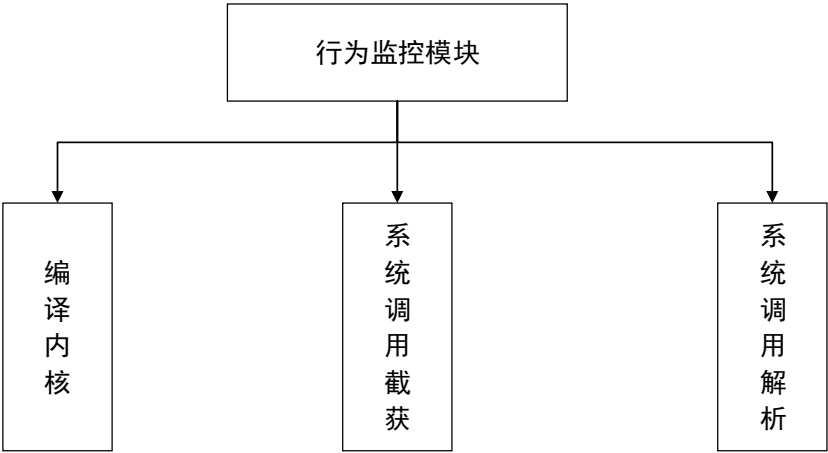 行为监控模块
编译内核
系统调用截获
系统调用解析